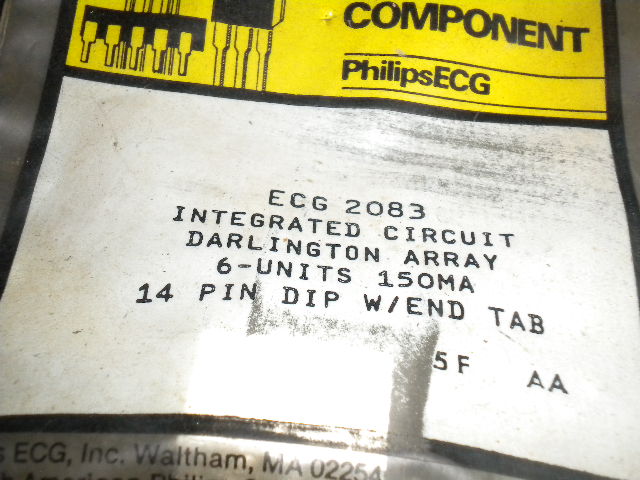 COMPONENT
PhilipsECG
ECG 2083
INTEGRATED CIRCUIT
DARLINGTON ARRAY
6-UNITS 150MA
14 PIN DIP W/END TAB
5F AA
s ECG, Inc. Waltham, MA 02254
American